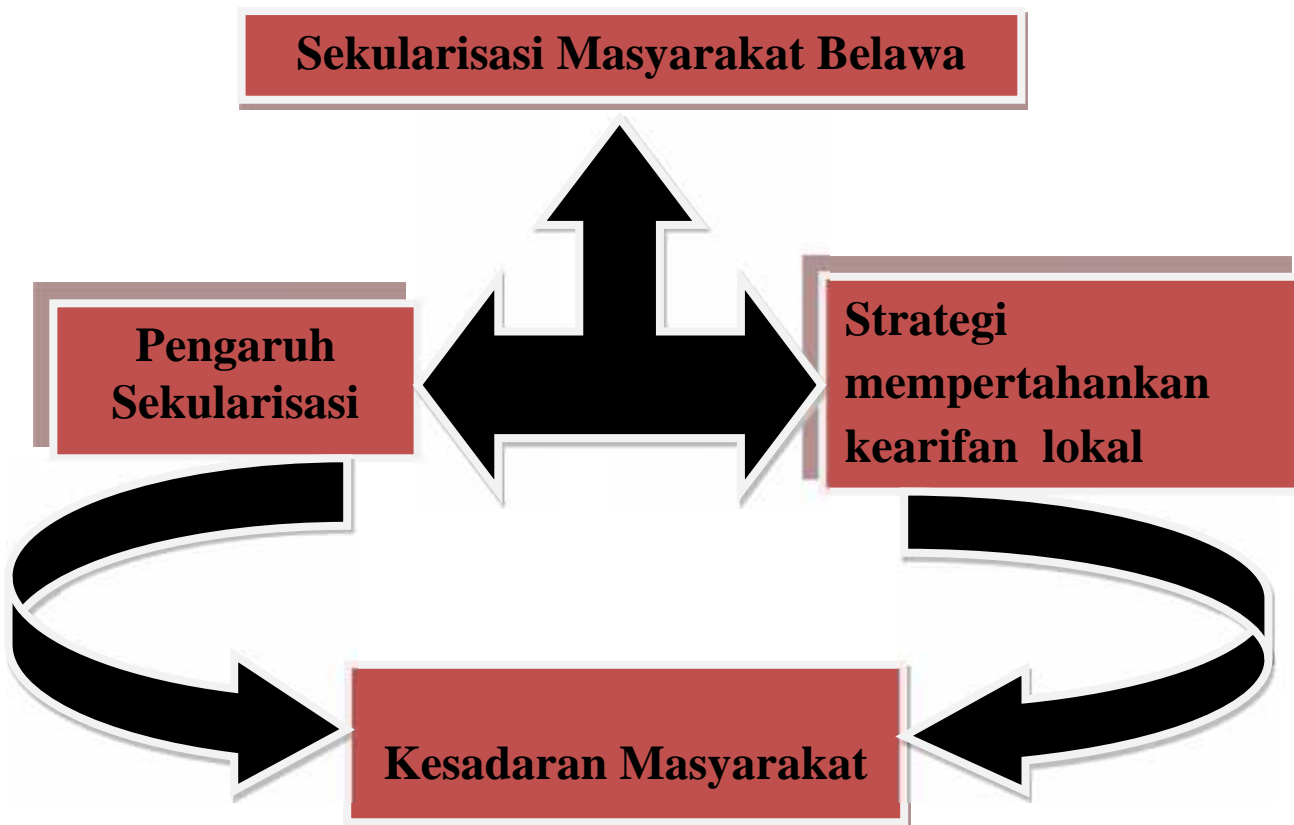 Sekularisasi Masyarakat Belawa
Pengaruh
Sekularisasi
Strategi
mempertahankan
kearifan lokal
Kesadaran Masyarakat